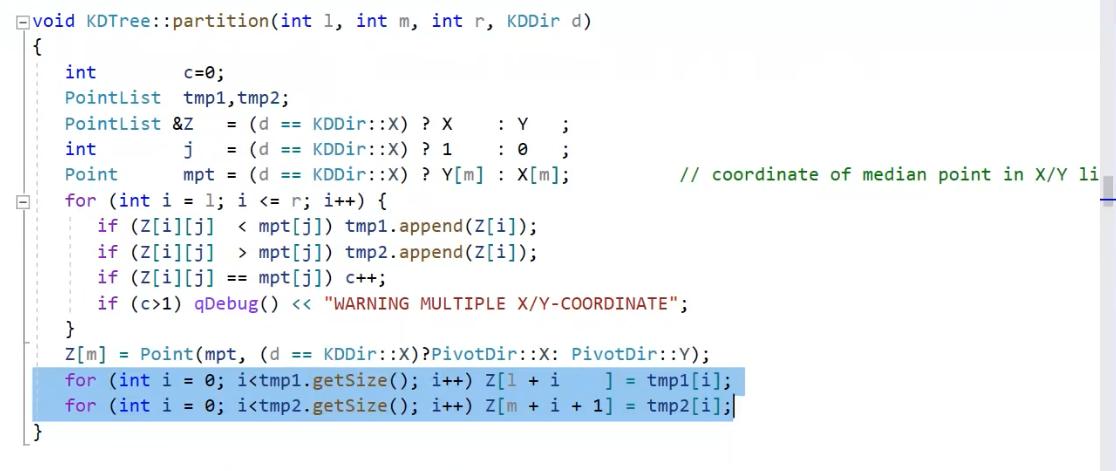 void KDTree::partition(int l, int m, int r, KDDir d)
{
    int        c=0;
    PointList  tmp1,tmp2;
    PointList &Z   = (d == KDDir::X) ? X    : Y   ;
    int        j   = (d == KDDir::X) ? 1    : 0   ;
    Point      mpt = (d == KDDir::X) ? Y[m] : X[m];          // coordinate of median point in X/Y li
    for (int i = l; i <= r; i++) {
        if (Z[i][j]  < mpt[j]) tmp1.append(Z[i]);
        if (Z[i][j]  > mpt[j]) tmp2.append(Z[i]);
        if (Z[i][j] == mpt[j]) c++;
        if (c>1) qDebug() << "WARNING MULTIPLE X/Y-COORDINATE";
    }
    Z[m] = Point(mpt, (d == KDDir::X)?PivotDir::X: PivotDir::Y);
    for (int i = 0; i<tmp1.getSize(); i++) Z[l + i    ] = tmp1[i];
    for (int i = 0; i<tmp2.getSize(); i++) Z[m + i + 1] = tmp2[i];
}